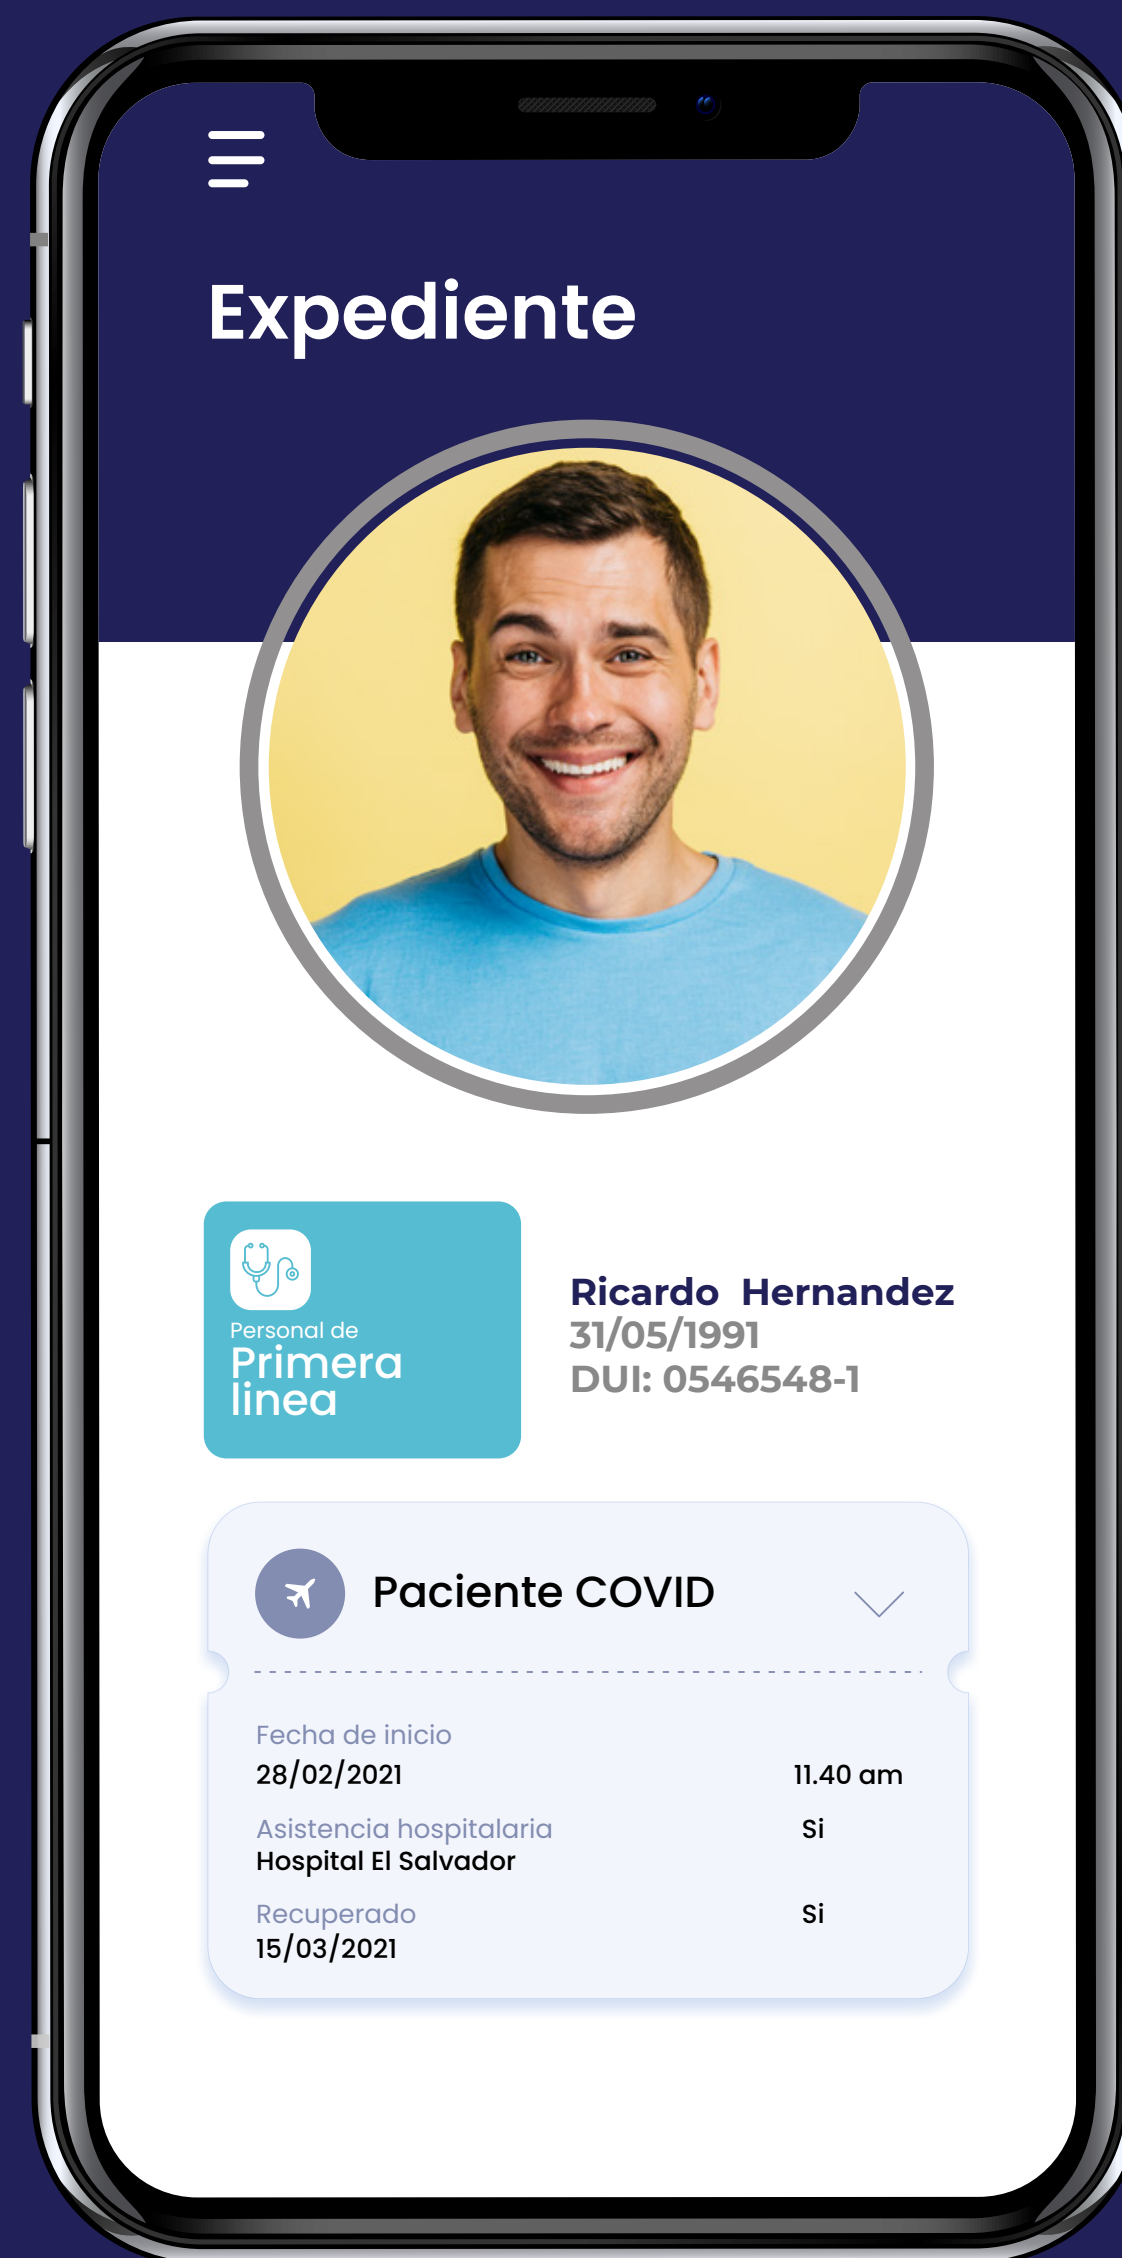 Expediente
Personal de
Primera
linea
Ricardo Hernandez
31/05/1991
DUI: 0546548-1
Paciente COVID
Fecha de inicio
28/02/2021 11.40 am
Asistencia hospitalaria Si
Hospital El Salvador
Recuperado Si
15/03/2021